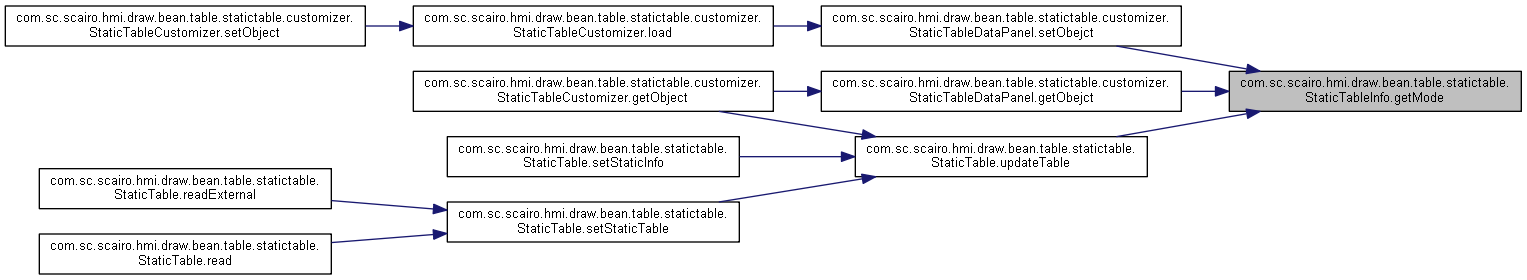 com.sc.scairo.hmi.draw.bean.table.statictable.customizer.
StaticTableCustomizer.setObject
com.sc.scairo.hmi.draw.bean.table.statictable.customizer.
StaticTableCustomizer.load
com.sc.scairo.hmi.draw.bean.table.statictable.customizer.
StaticTableDataPanel.setObejct
com.sc.scairo.hmi.draw.bean.table.statictable.customizer.
StaticTableCustomizer.getObject
com.sc.scairo.hmi.draw.bean.table.statictable.customizer.
StaticTableDataPanel.getObejct
com.sc.scairo.hmi.draw.bean.table.statictable.
StaticTableInfo.getMode
com.sc.scairo.hmi.draw.bean.table.statictable.
StaticTable.setStaticInfo
com.sc.scairo.hmi.draw.bean.table.statictable.
StaticTable.updateTable
com.sc.scairo.hmi.draw.bean.table.statictable.
StaticTable.readExternal
com.sc.scairo.hmi.draw.bean.table.statictable.
StaticTable.setStaticTable
com.sc.scairo.hmi.draw.bean.table.statictable.
StaticTable.read